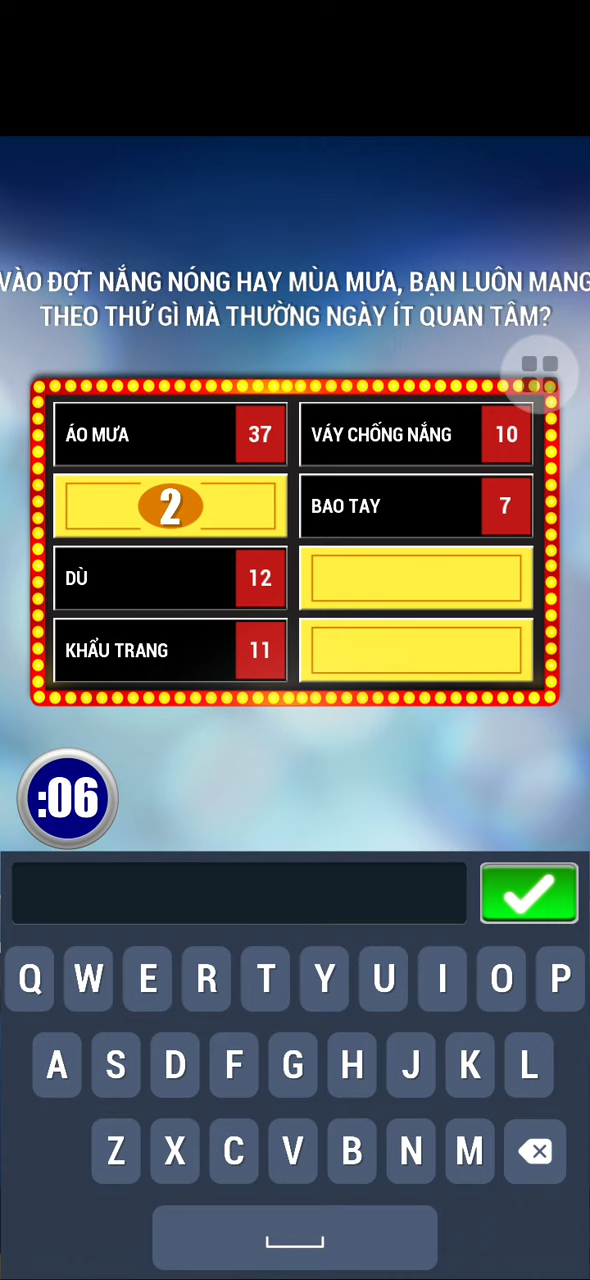 VÀO ĐỢT NẮNG NÓNG HAY MÙA MƯA, BẠN LUÔN MANG
THEO THỨ GÌ MÀ THƯỜNG NGÀY ÍT QUAN TÂM?
ÁO MƯA 37
2
DÙ 12
KHẨU TRANG 11
VÁY CHỐNG NẮNG 10
BAO TAY 7
:06
Q W E R T Y U I O P
A S D F G H J K L
Z X C V B N M